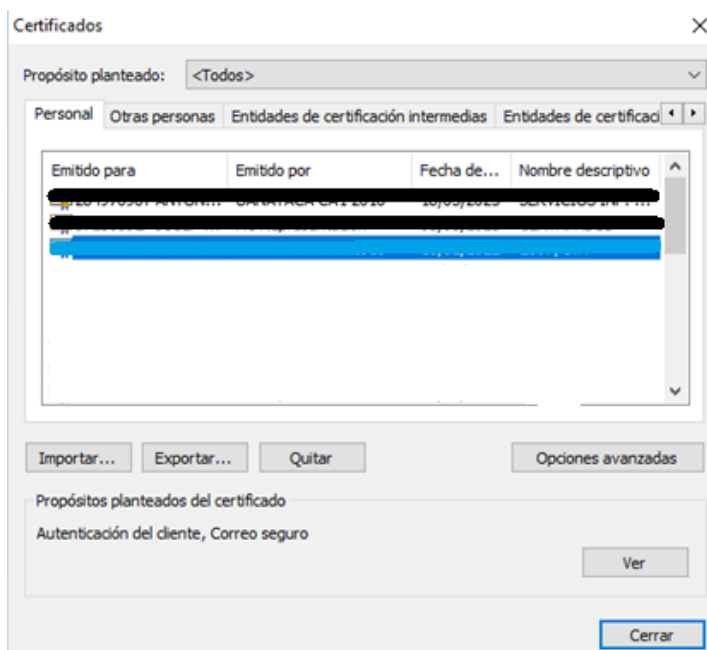 Certificados
Propósito planteado: <Todos>
Personal Otras personas Entidades de certificación intermedias Entidades de certificaci
Emitido para Emitido por Fecha de... Nombre descriptivo
Importar... Exportar... Quitar Opciones avanzadas
Propósitos planteados del certificado
Autenticación del cliente, Correo seguro
Ver
Cerrar